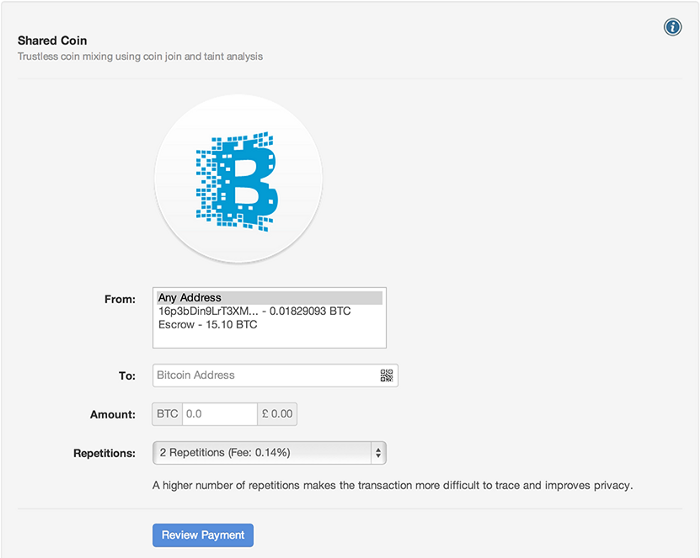 Shared Coin
Trustless coin mixing using coin join and taint analysis
From:
Any Address
16p3bDin9LrT3XM... - 0.01829093 BTC
Escrow - 15.10 BTC
To:
Bitcoin Address
Amount:
BTC 0.0 £ 0.00
Repetitions:
2 Repetitions (Fee: 0.14%)
A higher number of repetitions makes the transaction more difficult to trace and improves privacy.
Review Payment